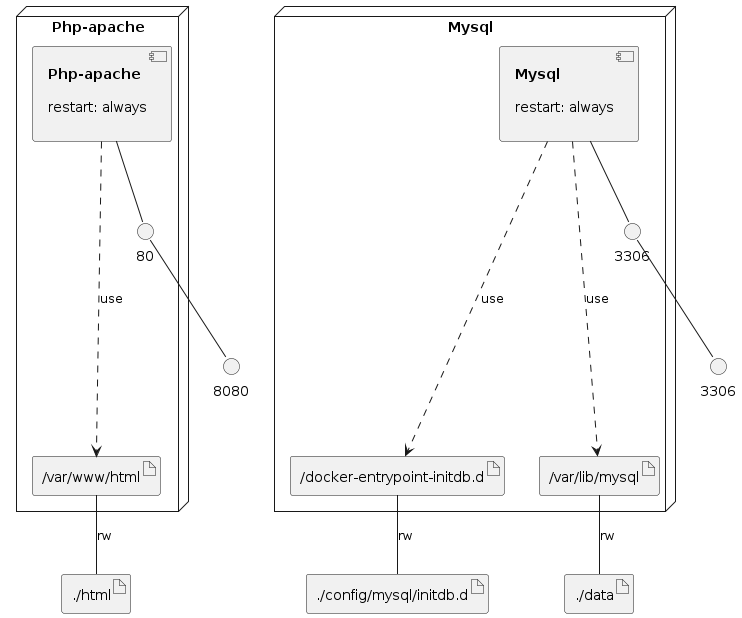 Php-apache
Php-apache
restart: always
80
use
8080
/var/www/html
rw
./html
Mysql
Mysql
restart: always
3306
use
use
3306
/docker-entrypoint-initdb.d
/var/lib/mysql
rw
rw
./config/mysql/initdb.d
./data